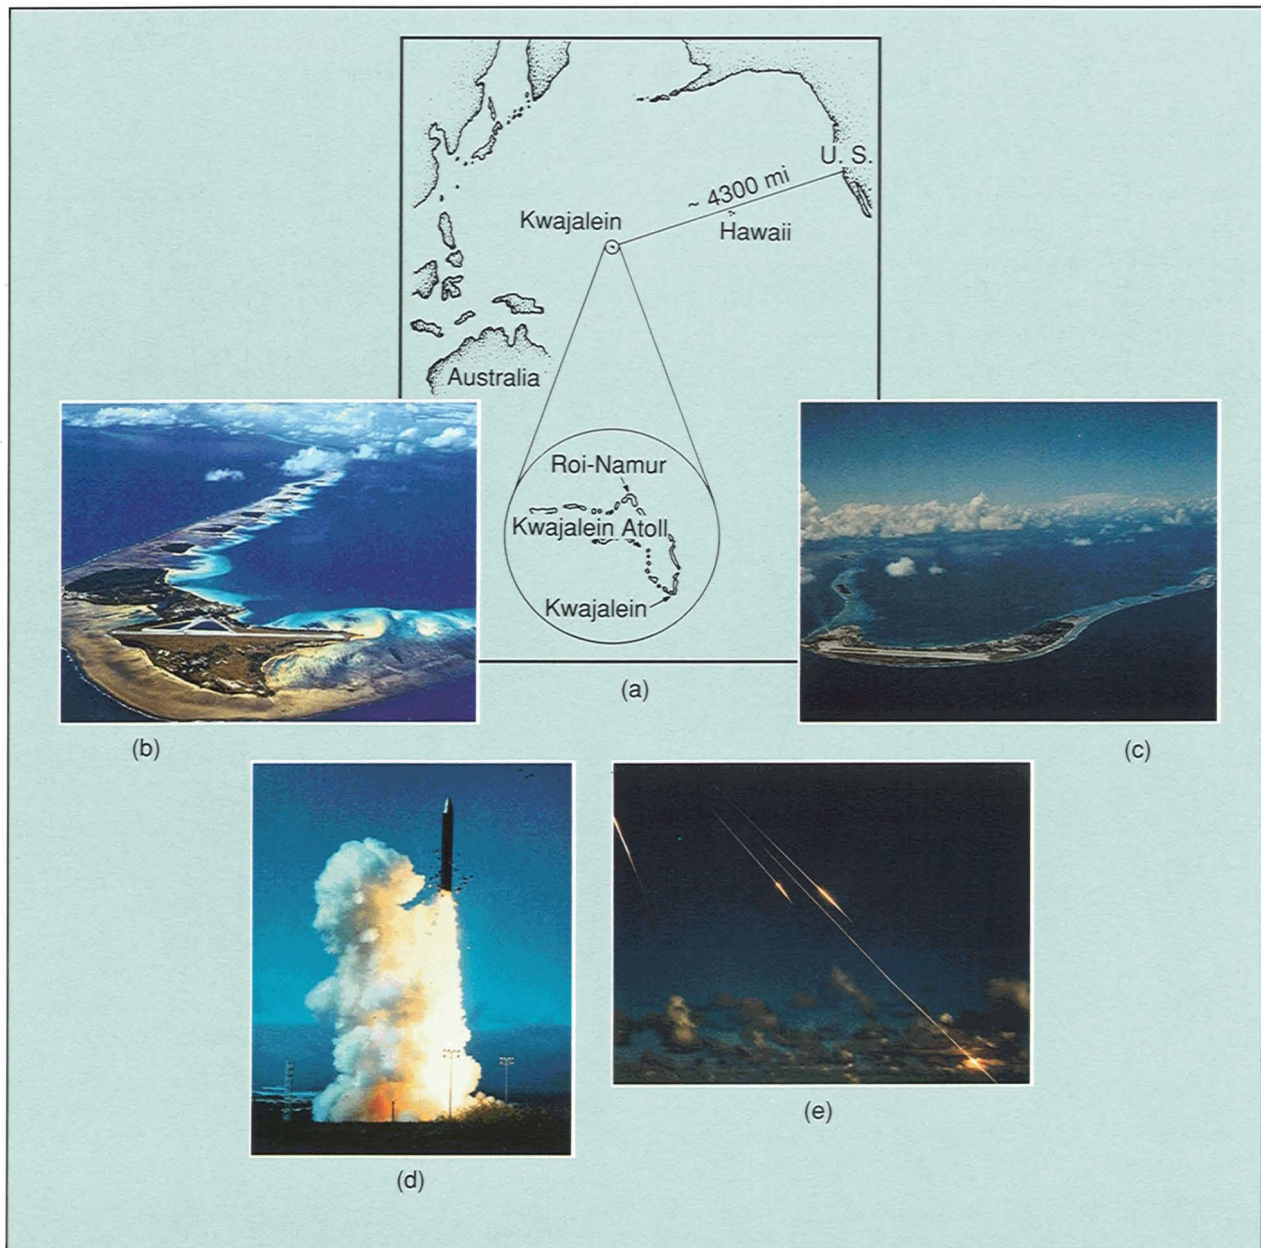 U. S.
~ 4300 mi
Kwajalein
Hawaii
Australia
Roi-Namur
Kwajalein Atoll
Kwajalein
(a)
(b)
(c)
(d)
(e)